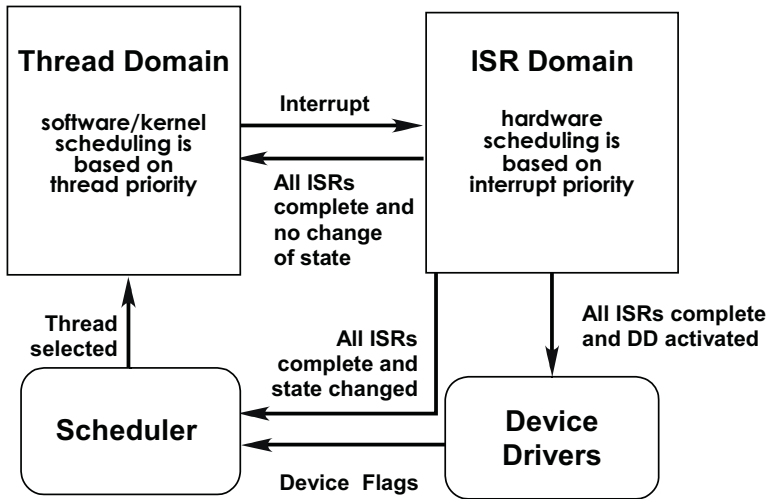 Thread Domain
software/kernel
scheduling is
based on
thread priority
Interrupt
All ISRs
complete and
no change
of state
ISR Domain
hardware
scheduling is
based on
interrupt priority
Thread
selected
All ISRs
complete and
state changed
All ISRs complete
and DD activated
Scheduler
Device Flags
Device
Drivers